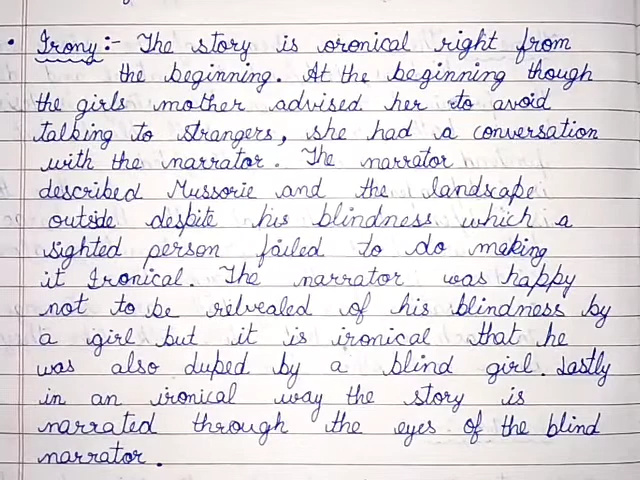 • Irony :- The story is oronical right from
the beginning. At the beginning though
the girls mother advised her to avoid
talking to strangers, she had a conversation
with the narrator. The narrator
described Mussorie and the landscape
outside despite his blindness which a
sighted person failed to do making
it Ironical. The narrator was happy
not to be relvealed of his blindness by
a girl but it is ironical that he
was also duped by a blind girl. Lastly
in an ironical way the story is
narrated through the eyes of the blind
narrator.